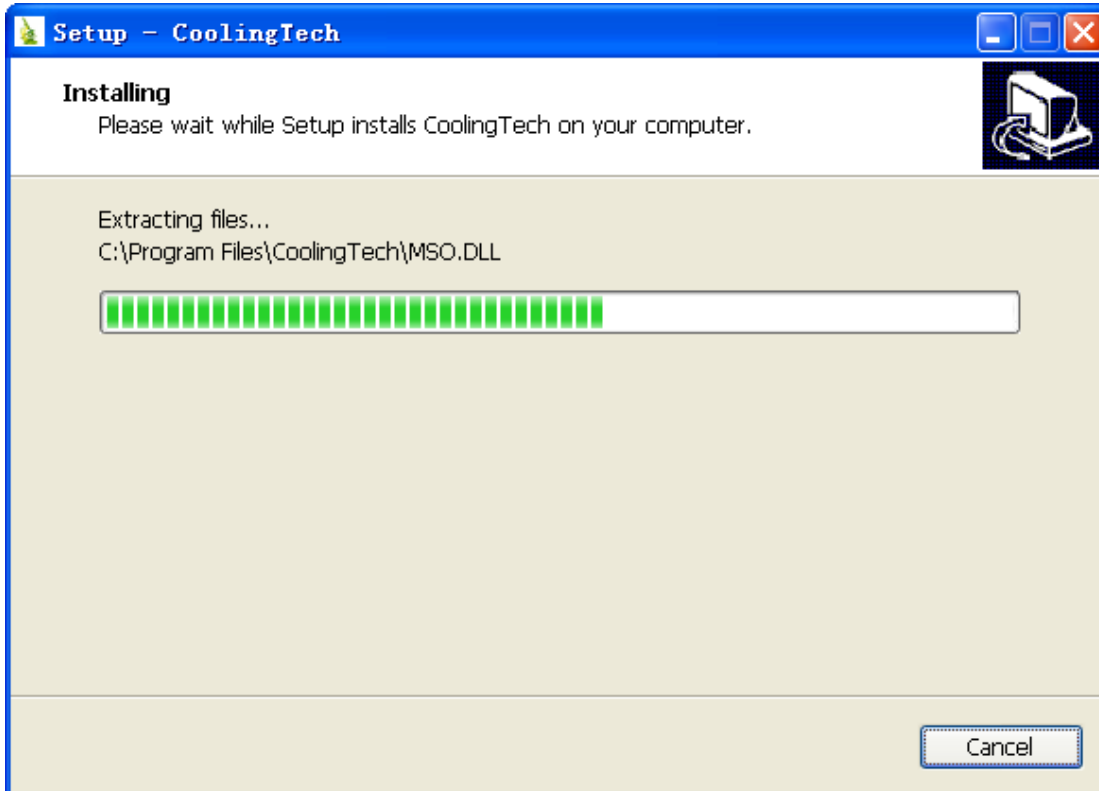 Setup - CoolingTech
Installing
Please wait while Setup installs CoolingTech on your computer.
Extracting files...
C:\Program Files\CoolingTech\MSO.DLL
Cancel